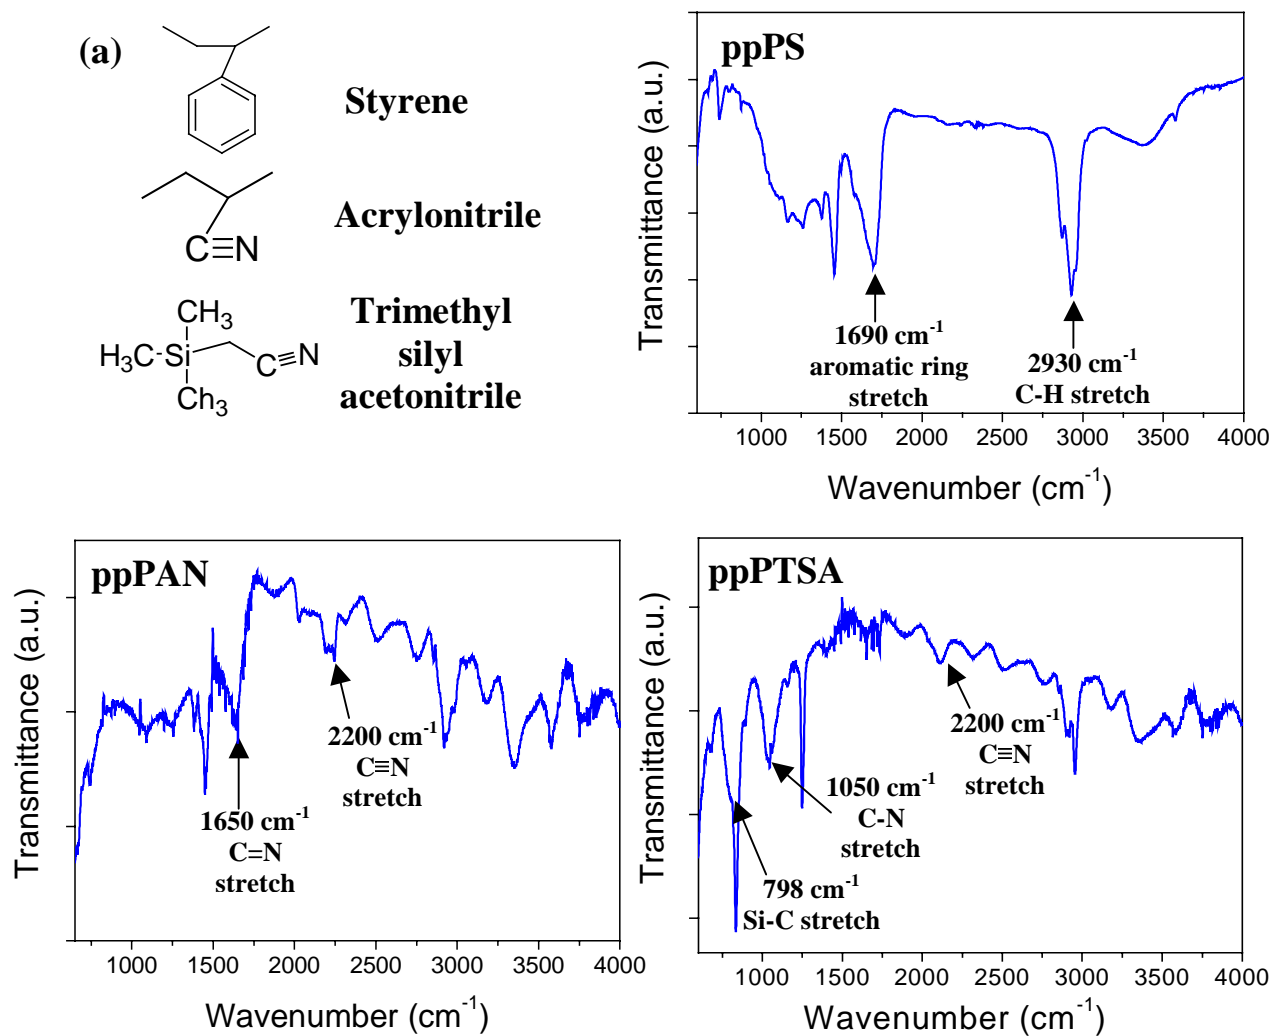 (a)
Styrene
C≡N
Acrylonitrile
CH₃
H₃C-Si
C≡N
Ch₃
Trimethyl
silyl
acetonitrile
ppPS
Transmittance (a.u.)
1690 cm⁻¹
aromatic ring
stretch
2930 cm⁻¹
C-H stretch
1000 1500 2000 2500 3000 3500 4000
Wavenumber (cm⁻¹)
ppPAN
Transmittance (a.u.)
2200 cm⁻¹
C≡N
stretch
1650 cm⁻¹
C=N
stretch
1000 1500 2000 2500 3000 3500 4000
Wavenumber (cm⁻¹)
ppPTSA
Transmittance (a.u.)
2200 cm⁻¹
C≡N
stretch
1050 cm⁻¹
C-N
stretch
798 cm⁻¹
Si-C stretch
1000 1500 2000 2500 3000 3500 4000
Wavenumber (cm⁻¹)